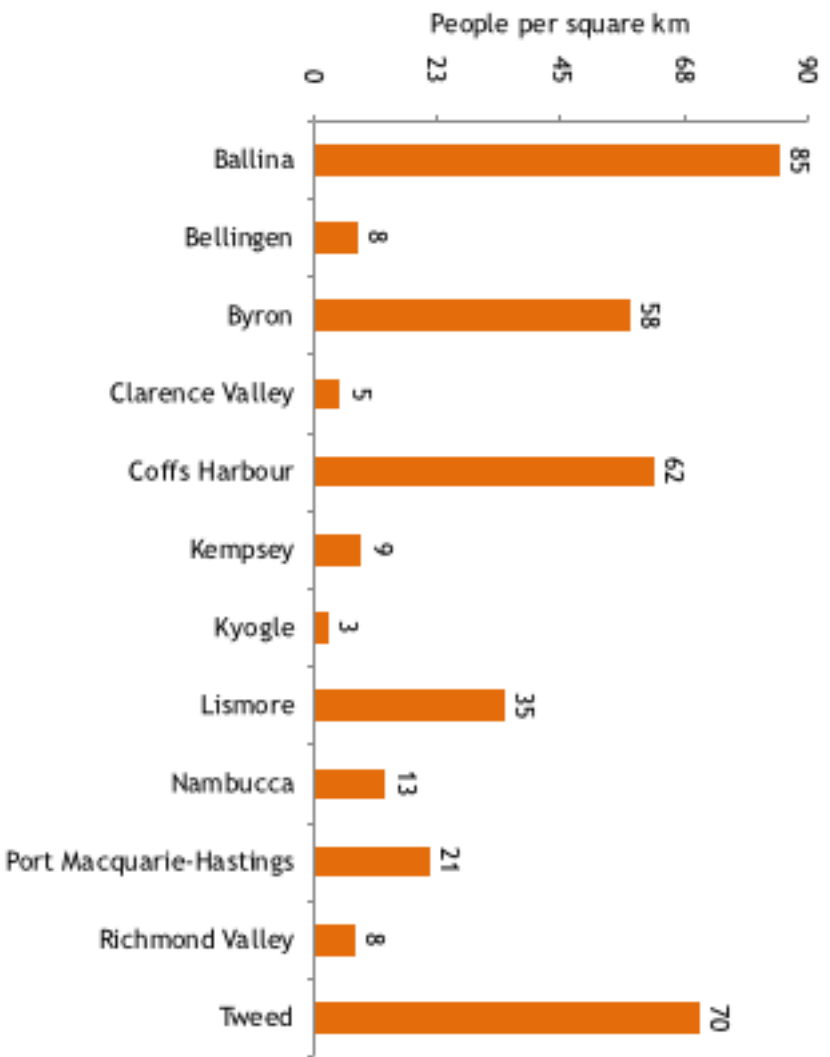 People per square km
0 23 45 68 90
Ballina 85
Bellingen 8
Byron 58
Clarence Valley 5
Coffs Harbour 62
Kempsey 9
Kyogle 3
Lismore 35
Nambucca 13
Port Macquarie-Hastings 21
Richmond Valley 8
Tweed 70